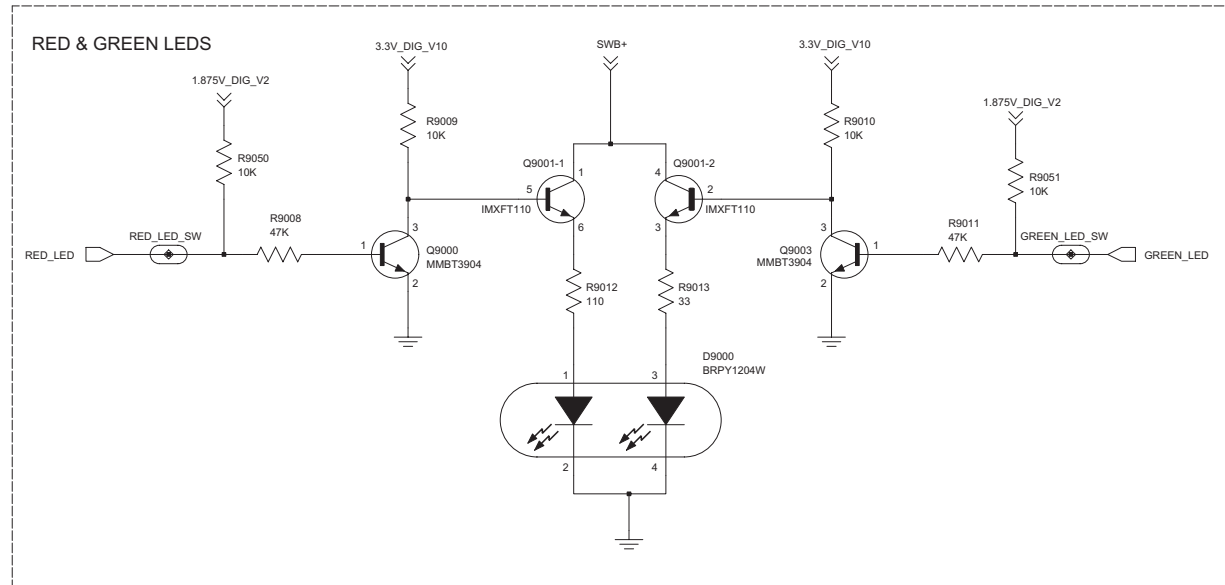 RED & GREEN LEDS
3.3V_DIG_V10
SWB+
3.3V_DIG_V10
1.875V_DIG_V2
1.875V_DIG_V2
R9009
10K
R9010
10K
R9050
10K
Q9001-1
1
4
Q9001-2
R9051
10K
5
IMXFT110
2
IMXFT110
6
3
R9008
47K
3
3
R9011
47K
RED_LED
RED_LED_SW
1
Q9000
MMBT3904
2
Q9003
MMBT3904
1
2
GREEN_LED_SW
GREEN_LED
R9012
110
R9013
33
D9000
BRPY1204W
1
3
2
4